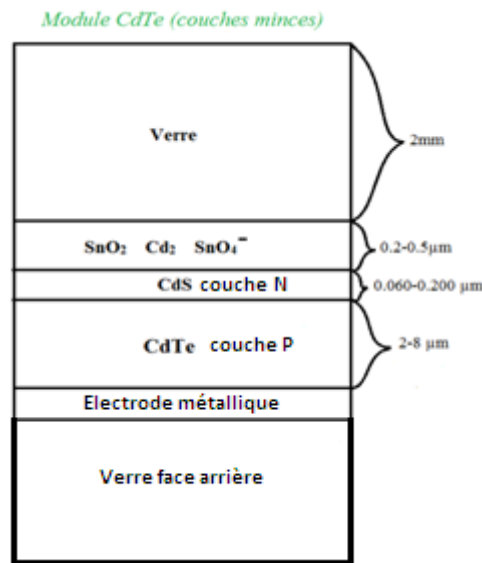 Module CdTe (couches minces)
Verre
2mm
SnO₂ Cd₂ SnO₄⁻
0.2-0.5µm
CdS couche N
0.060-0.200 µm
CdTe couche P
2-8 µm
Electrode métallique
Verre face arrière